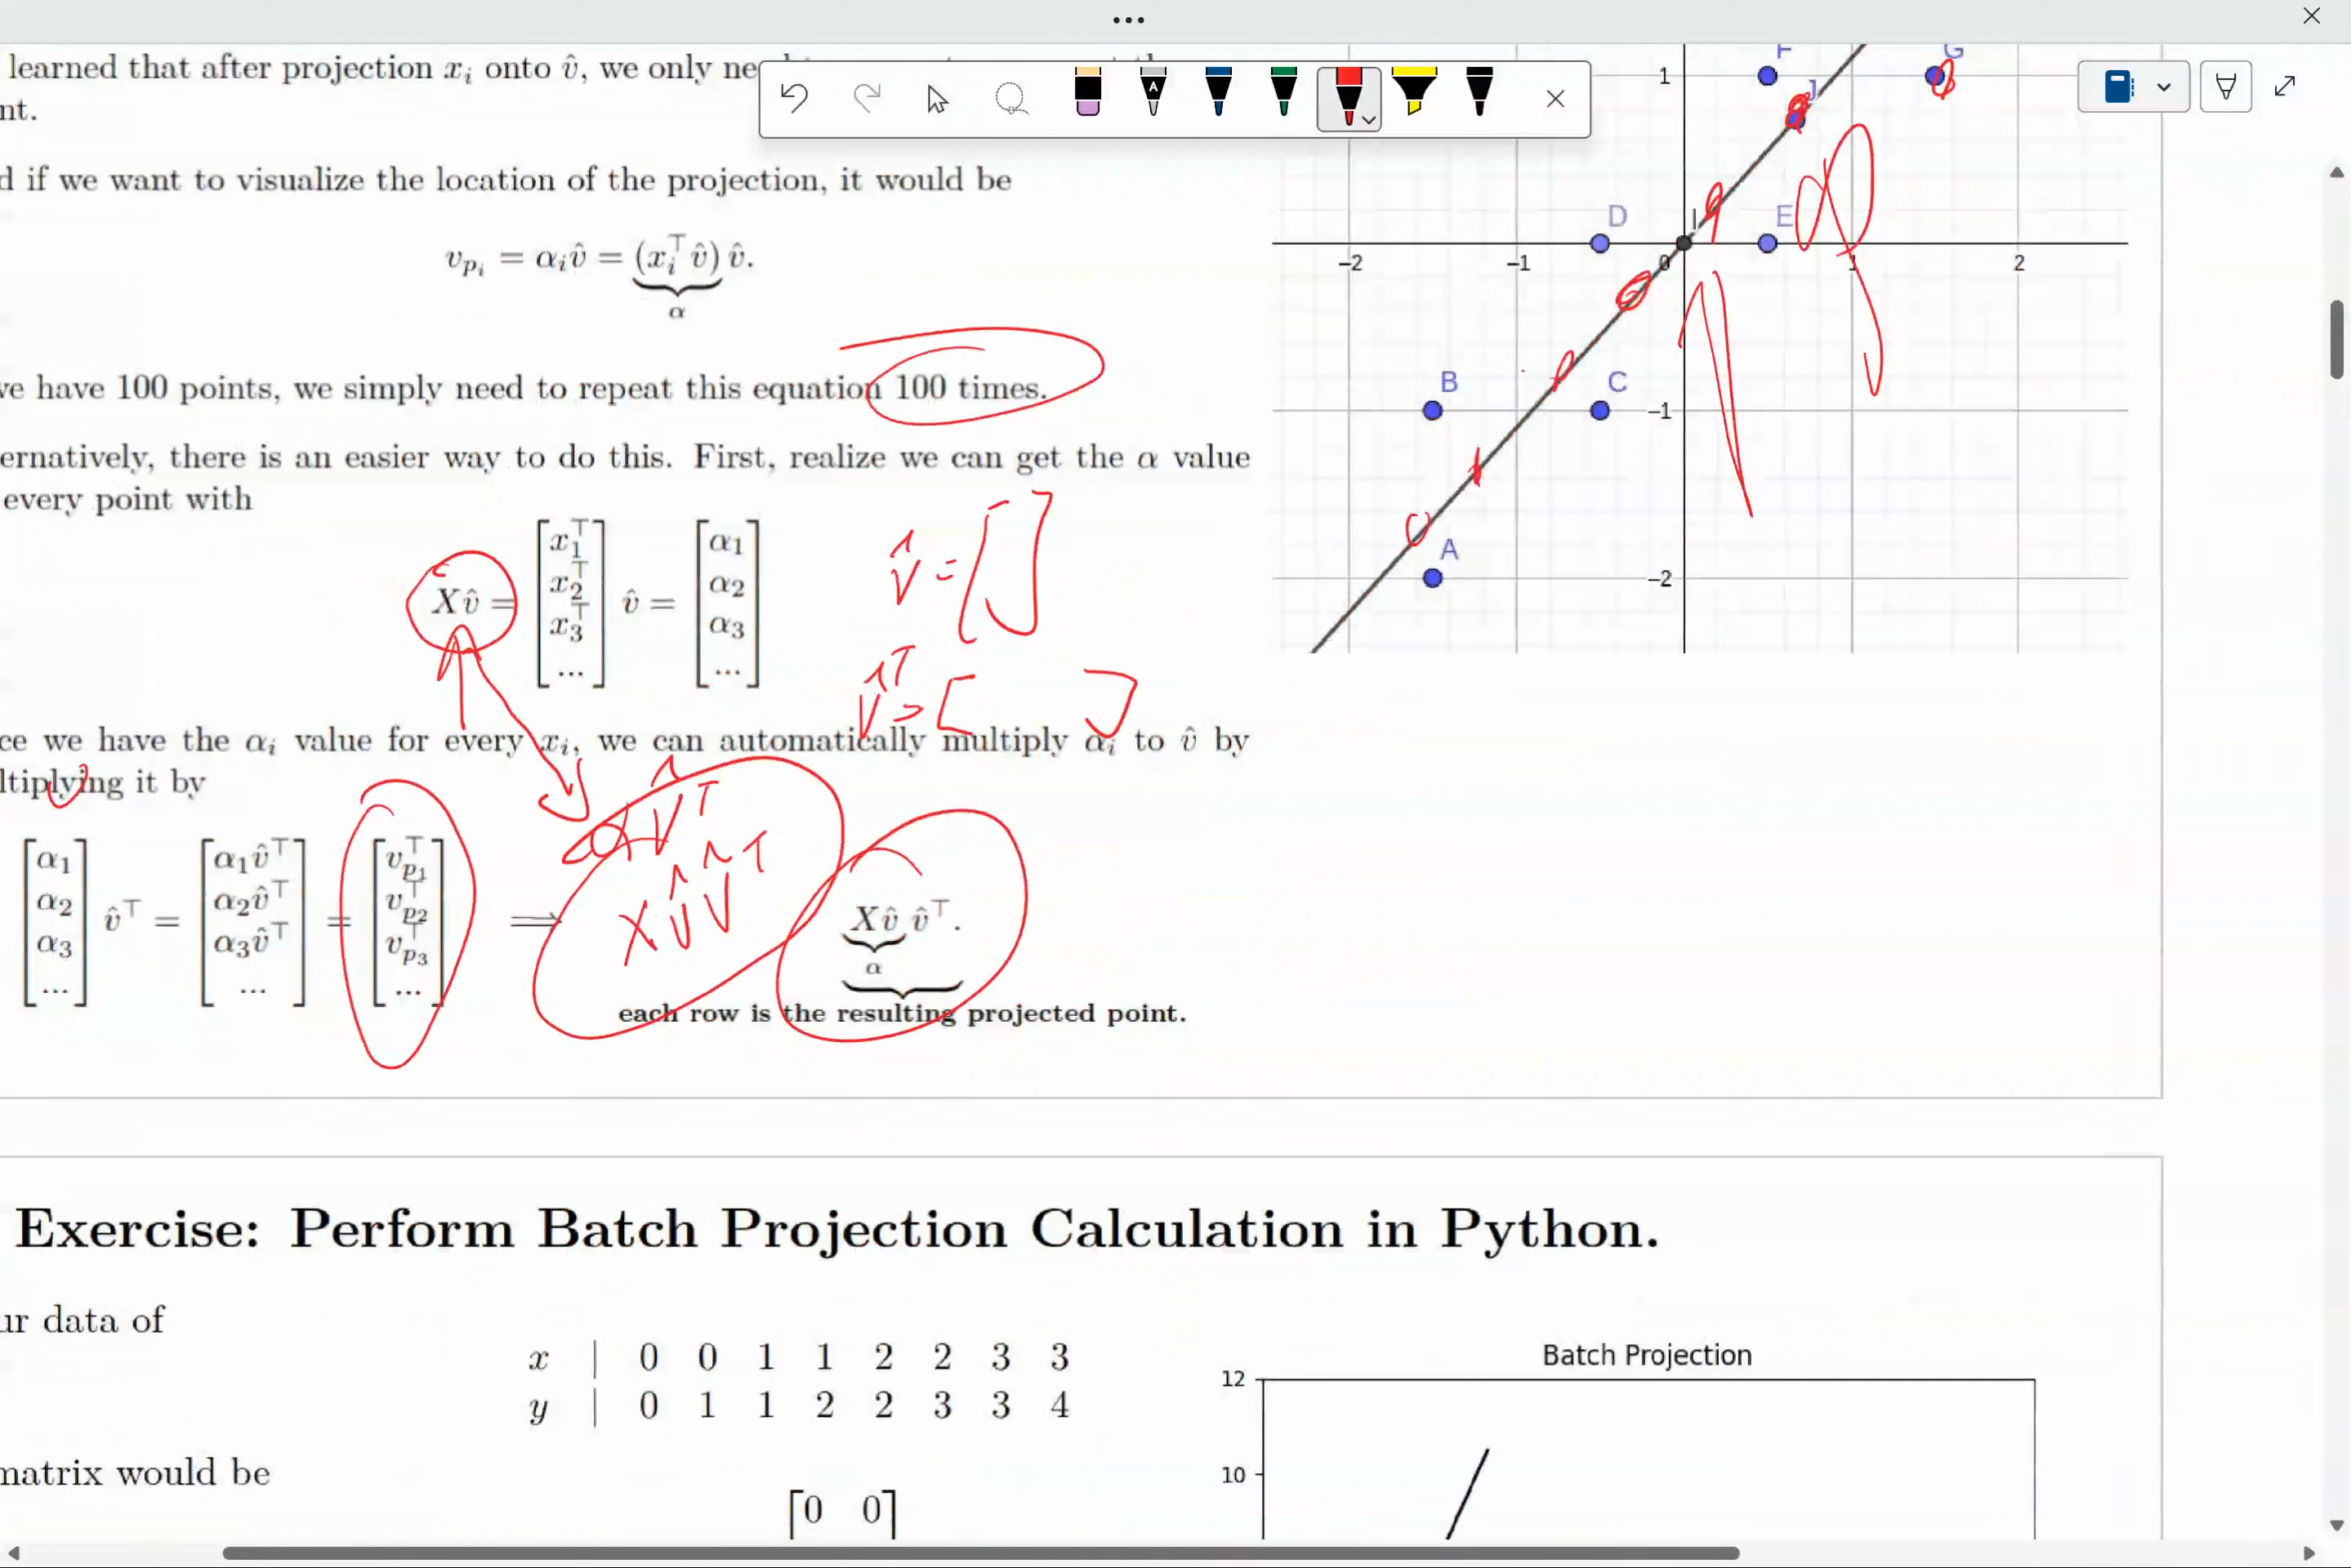 learned that after projection x_i onto v̂, we only ne
nt.
d if we want to visualize the location of the projection, it would be
v_{p_i} = α_i v̂ = (x_i^⊤ v̂) v̂.
α
ve have 100 points, we simply need to repeat this equation 100 times.
ernatively, there is an easier way to do this. First, realize we can get the α value
every point with
X v̂ = [x_1^⊤ x_2^⊤ x_3^⊤ ...] v̂ = [α_1 α_2 α_3 ...]
v̂ = [ ]
v̂^T = [ ]
ce we have the α_i value for every x_i, we can automatically multiply α_i to v̂ by
ltiplying it by
[α_1 α_2 α_3 ...] v̂^⊤ = [α_1 v̂^⊤ α_2 v̂^⊤ α_3 v̂^⊤ ...] = [v_{p1}^⊤ v_{p2}^⊤ v_{p3}^⊤ ...] ⟹ X v̂ v̂^⊤.
α v̂^T
X v̂ v̂^T
α
each row is the resulting projected point.
F G
1 J
D I E
-2 -1 0 1 2
B C
-1
A
-2
Exercise: Perform Batch Projection Calculation in Python.
ur data of
x | 0 0 1 1 2 2 3 3
y | 0 1 1 2 2 3 3 4
matrix would be
[0 0]
Batch Projection
12
10